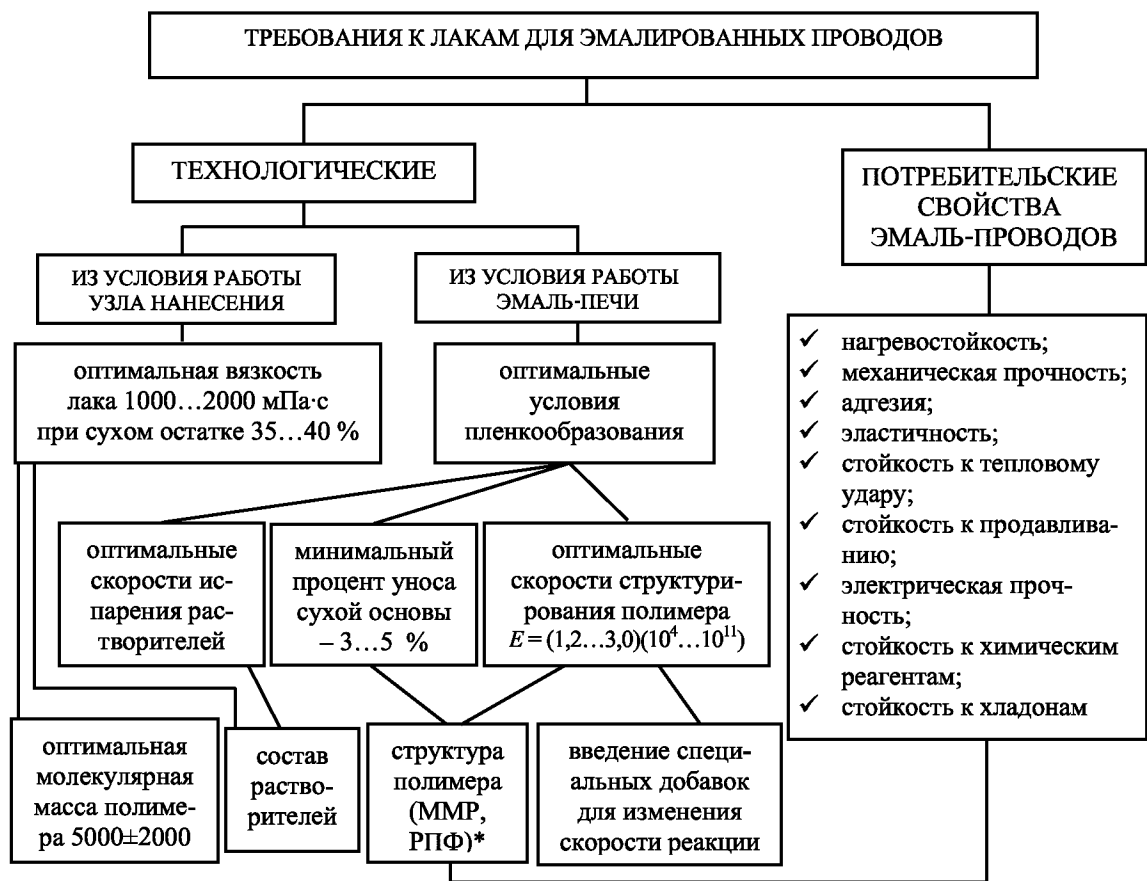 ТРЕБОВАНИЯ К ЛАКАМ ДЛЯ ЭМАЛИРОВАННЫХ ПРОВОДОВ
ТЕХНОЛОГИЧЕСКИЕ
ПОТРЕБИТЕЛЬСКИЕ
СВОЙСТВА
ЭМАЛЬ-ПРОВОДОВ
ИЗ УСЛОВИЯ РАБОТЫ
УЗЛА НАНЕСЕНИЯ
ИЗ УСЛОВИЯ РАБОТЫ
ЭМАЛЬ-ПЕЧИ
оптимальная вязкость
лака 1000…2000 мПа·с
при сухом остатке 35…40 %
оптимальные
условия
пленкообразования
✓ нагревостойкость;
✓ механическая прочность;
✓ адгезия;
✓ эластичность;
✓ стойкость к тепловому
удару;
✓ стойкость к продавлива-
нию;
✓ электрическая проч-
ность;
✓ стойкость к химическим
реагентам;
✓ стойкость к хладонам
оптимальные
скорости ис-
парения рас-
творителей
минимальный
процент уноса
сухой основы
– 3…5 %
оптимальные
скорости структури-
рования полимера
E = (1,2…3,0)(10⁴…10¹¹)
оптимальная
молекулярная
масса полиме-
ра 5000±2000
состав
раство-
рителей
структура
полимера
(ММР,
РПФ)*
введение специ-
альных добавок
для изменения
скорости реакции